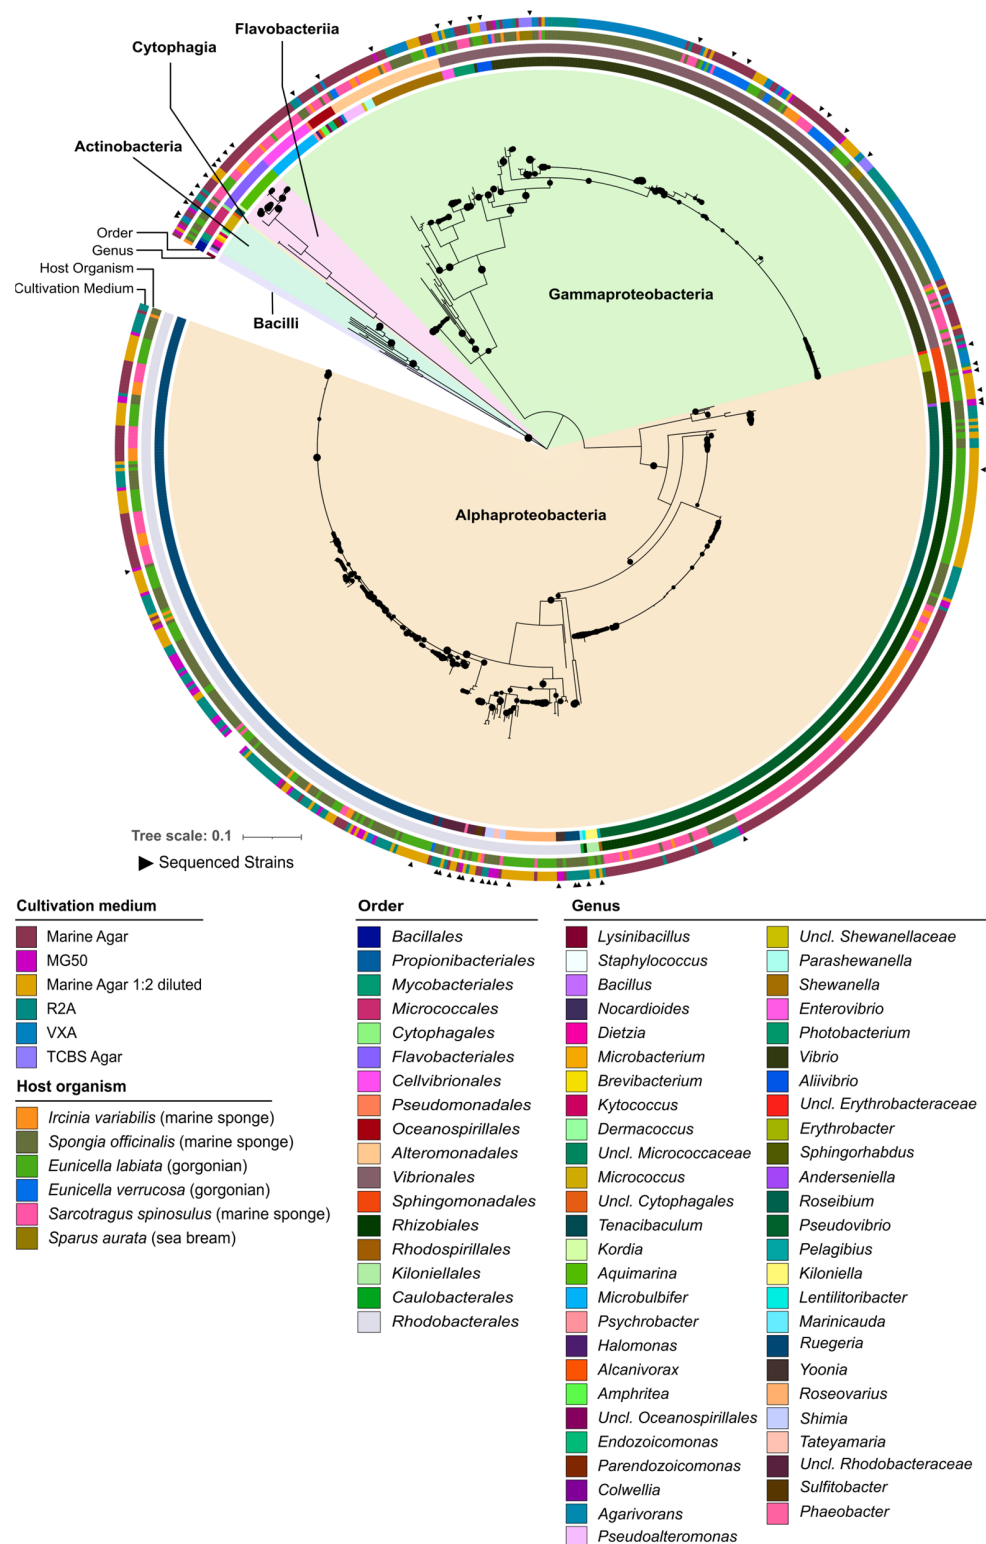 Flavobacteriia
Cytophagia
Actinobacteria
Order
Genus
Host Organism
Cultivation Medium
Bacilli
Gammaproteobacteria
Alphaproteobacteria
Tree scale: 0.1
Sequenced Strains
Cultivation medium
Marine Agar
MG50
Marine Agar 1:2 diluted
R2A
VXA
TCBS Agar
Host organism
Ircinia variabilis (marine sponge)
Spongia officinalis (marine sponge)
Eunicella labiata (gorgonian)
Eunicella verrucosa (gorgonian)
Sarcotragus spinosulus (marine sponge)
Sparus aurata (sea bream)
Order
Bacillales
Propionibacteriales
Mycobacteriales
Micrococcales
Cytophagales
Flavobacteriales
Cellvibrionales
Pseudomonadales
Oceanospirillales
Alteromonadales
Vibrionales
Sphingomonadales
Rhizobiales
Rhodospirillales
Kiloniellales
Caulobacterales
Rhodobacterales
Genus
Lysinibacillus
Staphylococcus
Bacillus
Nocardioides
Dietzia
Microbacterium
Brevibacterium
Kytococcus
Dermacoccus
Uncl. Micrococcaceae
Micrococcus
Uncl. Cytophagales
Tenacibaculum
Kordia
Aquimarina
Microbulbifer
Psychrobacter
Halomonas
Alcanivorax
Amphritea
Uncl. Oceanospirillales
Endozoicomonas
Parendozoicomonas
Colwellia
Agarivorans
Pseudoalteromonas
Uncl. Shewanellaceae
Parashewanella
Shewanella
Enterovibrio
Photobacterium
Vibrio
Aliivibrio
Uncl. Erythrobacteraceae
Erythrobacter
Sphingorhabdus
Anderseniella
Roseibium
Pseudovibrio
Pelagibius
Kiloniella
Lentilitoribacter
Marinicauda
Ruegeria
Yoonia
Roseovarius
Shimia
Tateyamaria
Uncl. Rhodobacteraceae
Sulfitobacter
Phaeobacter